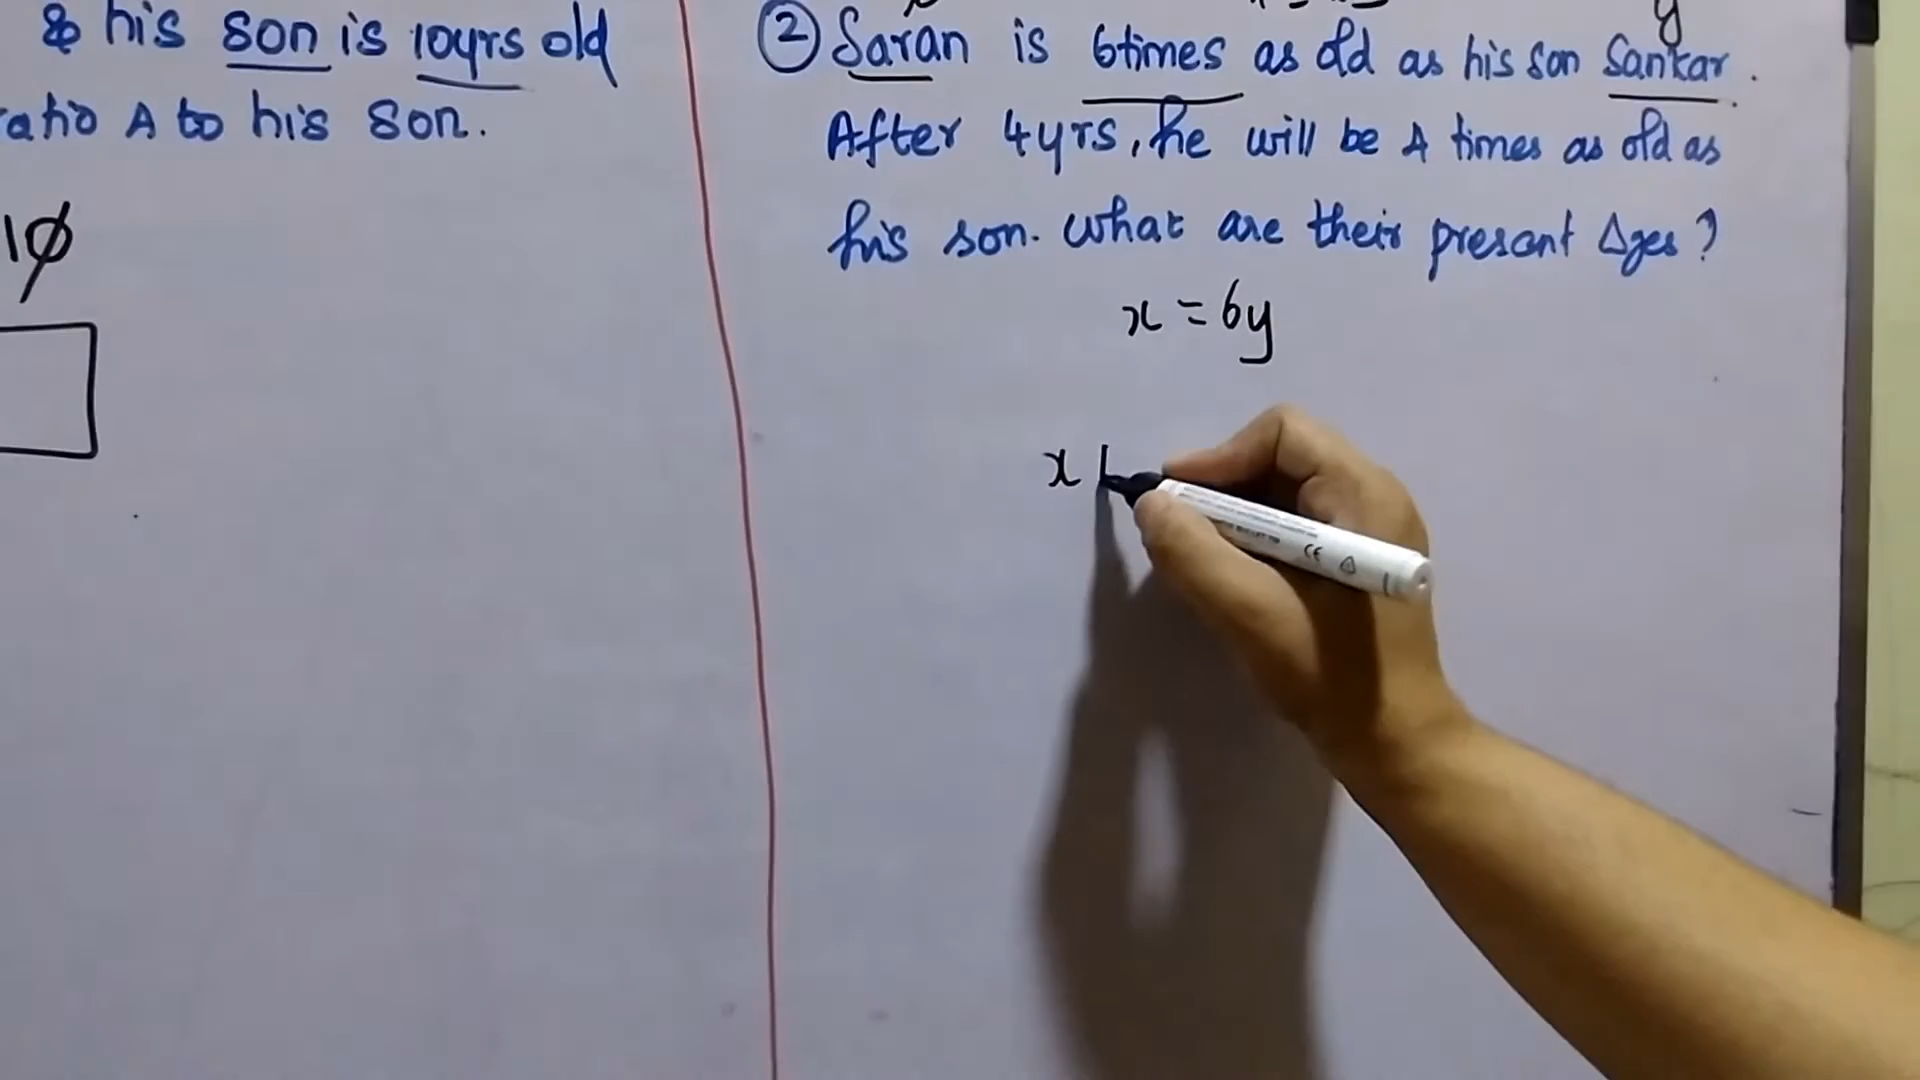 & his son is 10yrs old
ratio A to his son.
10
② Saran is 6times as old as his son Sankar.
y
After 4yrs, he will be 4 times as old as
his son. what are their present Ages?
x = 6y
x
CE